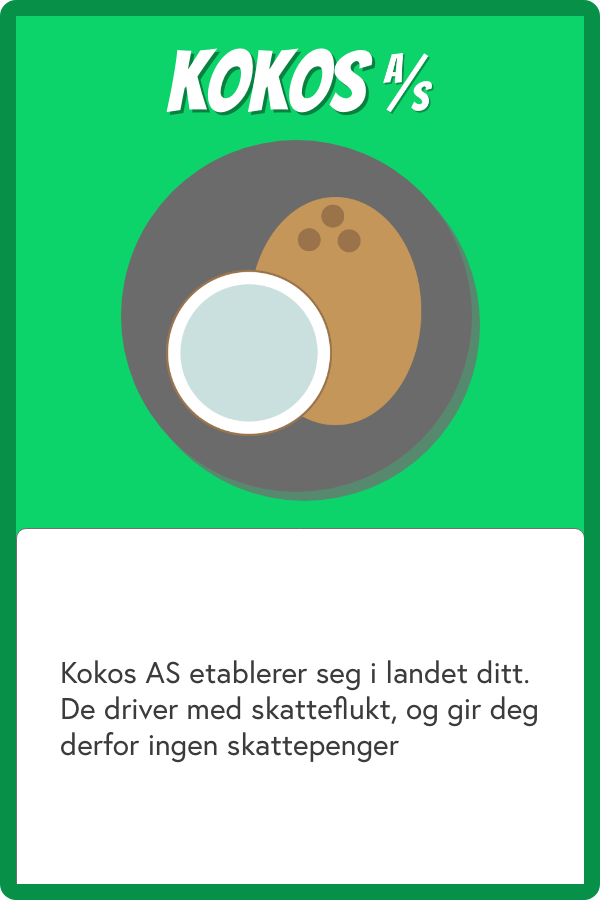 KOKOS A/S
Kokos AS etablerer seg i landet ditt.
De driver med skatteflukt, og gir deg
derfor ingen skattepenger